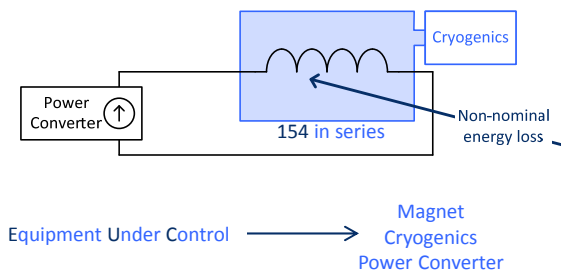 Cryogenics
Power
Converter
154 in series
Non-nominal
energy loss
Equipment Under Control
Magnet
Cryogenics
Power Converter